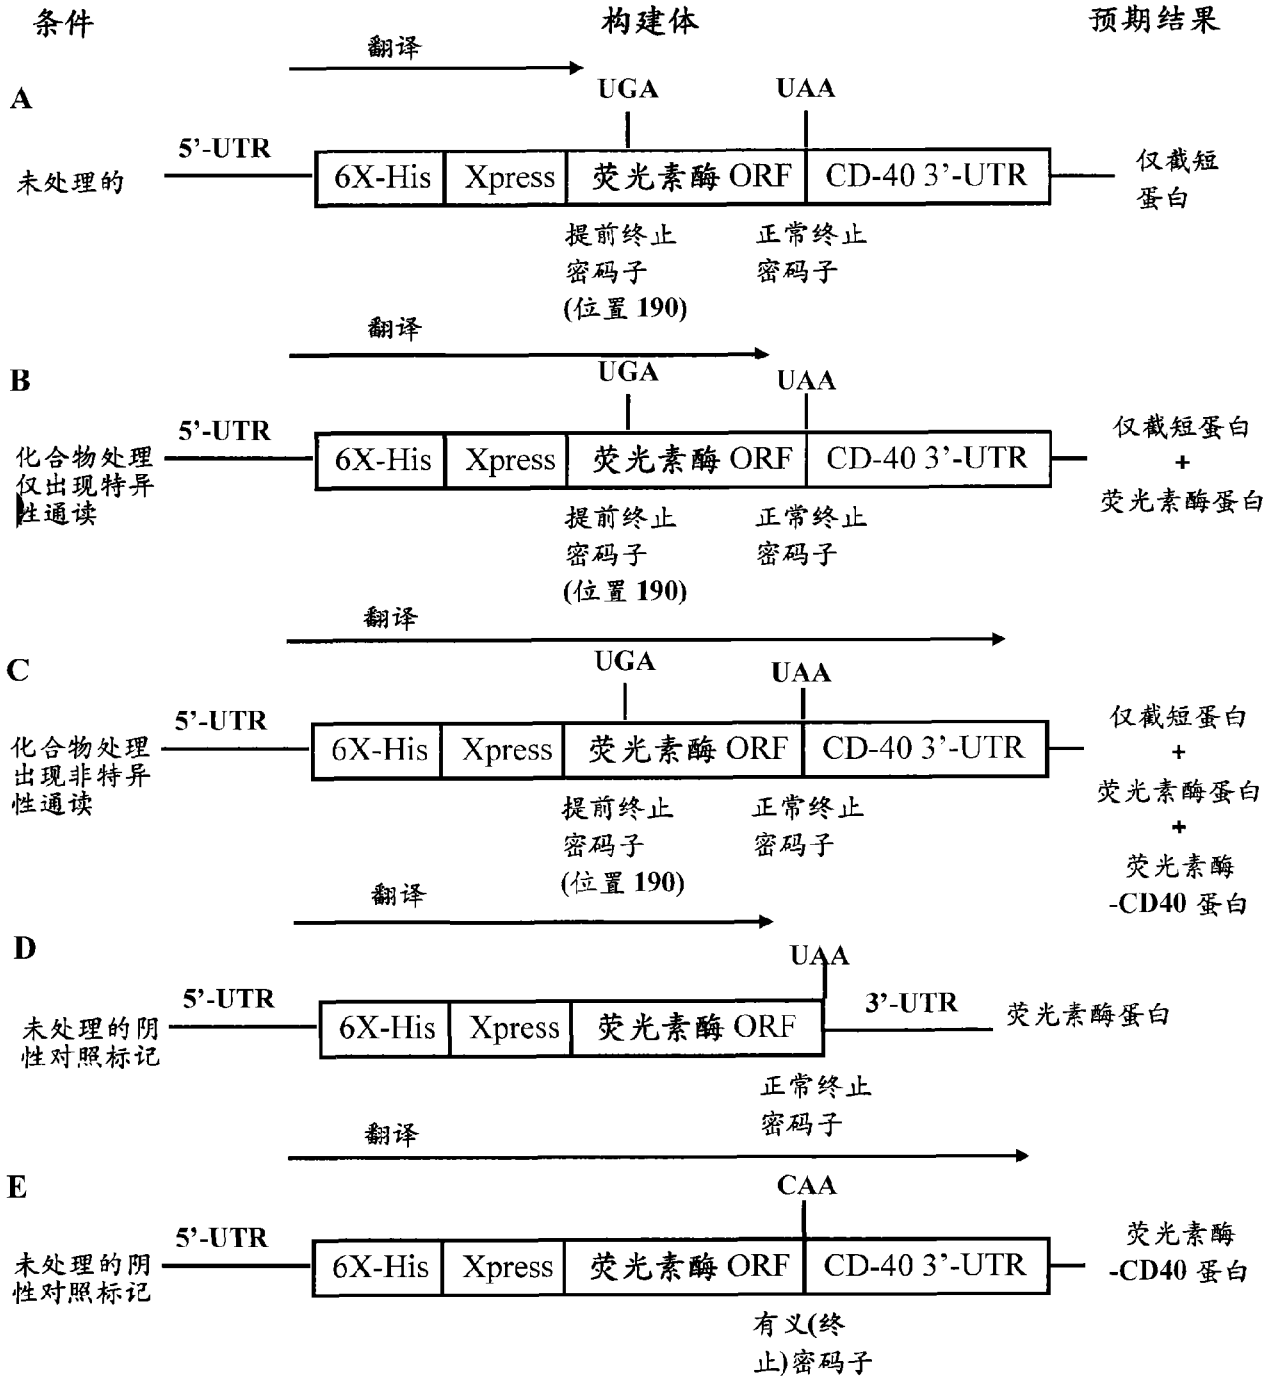 条件 构建体 预期结果
翻译
A
UGA UAA
5’-UTR
未处理的
6X-His Xpress 荧光素酶 ORF CD-40 3’-UTR
仅截短
蛋白
提前终止 正常终止
密码子 密码子
(位置 190)
翻译
B
UGA UAA
5’-UTR
化合物处理
仅出现特异
性通读
6X-His Xpress 荧光素酶 ORF CD-40 3’-UTR
仅截短蛋白
+
荧光素酶蛋白
提前终止 正常终止
密码子 密码子
(位置 190)
翻译
C
UGA UAA
5’-UTR
化合物处理
出现非特异
性通读
6X-His Xpress 荧光素酶 ORF CD-40 3’-UTR
仅截短蛋白
+
荧光素酶蛋白
+
荧光素酶
-CD40 蛋白
提前终止 正常终止
密码子 密码子
(位置 190)
翻译
D
UAA
5’-UTR
未处理的阴
性对照标记
6X-His Xpress 荧光素酶 ORF
3’-UTR
荧光素酶蛋白
正常终止
密码子
翻译
E
CAA
5’-UTR
未处理的阴
性对照标记
6X-His Xpress 荧光素酶 ORF CD-40 3’-UTR
荧光素酶
-CD40 蛋白
有义(终
止)密码子